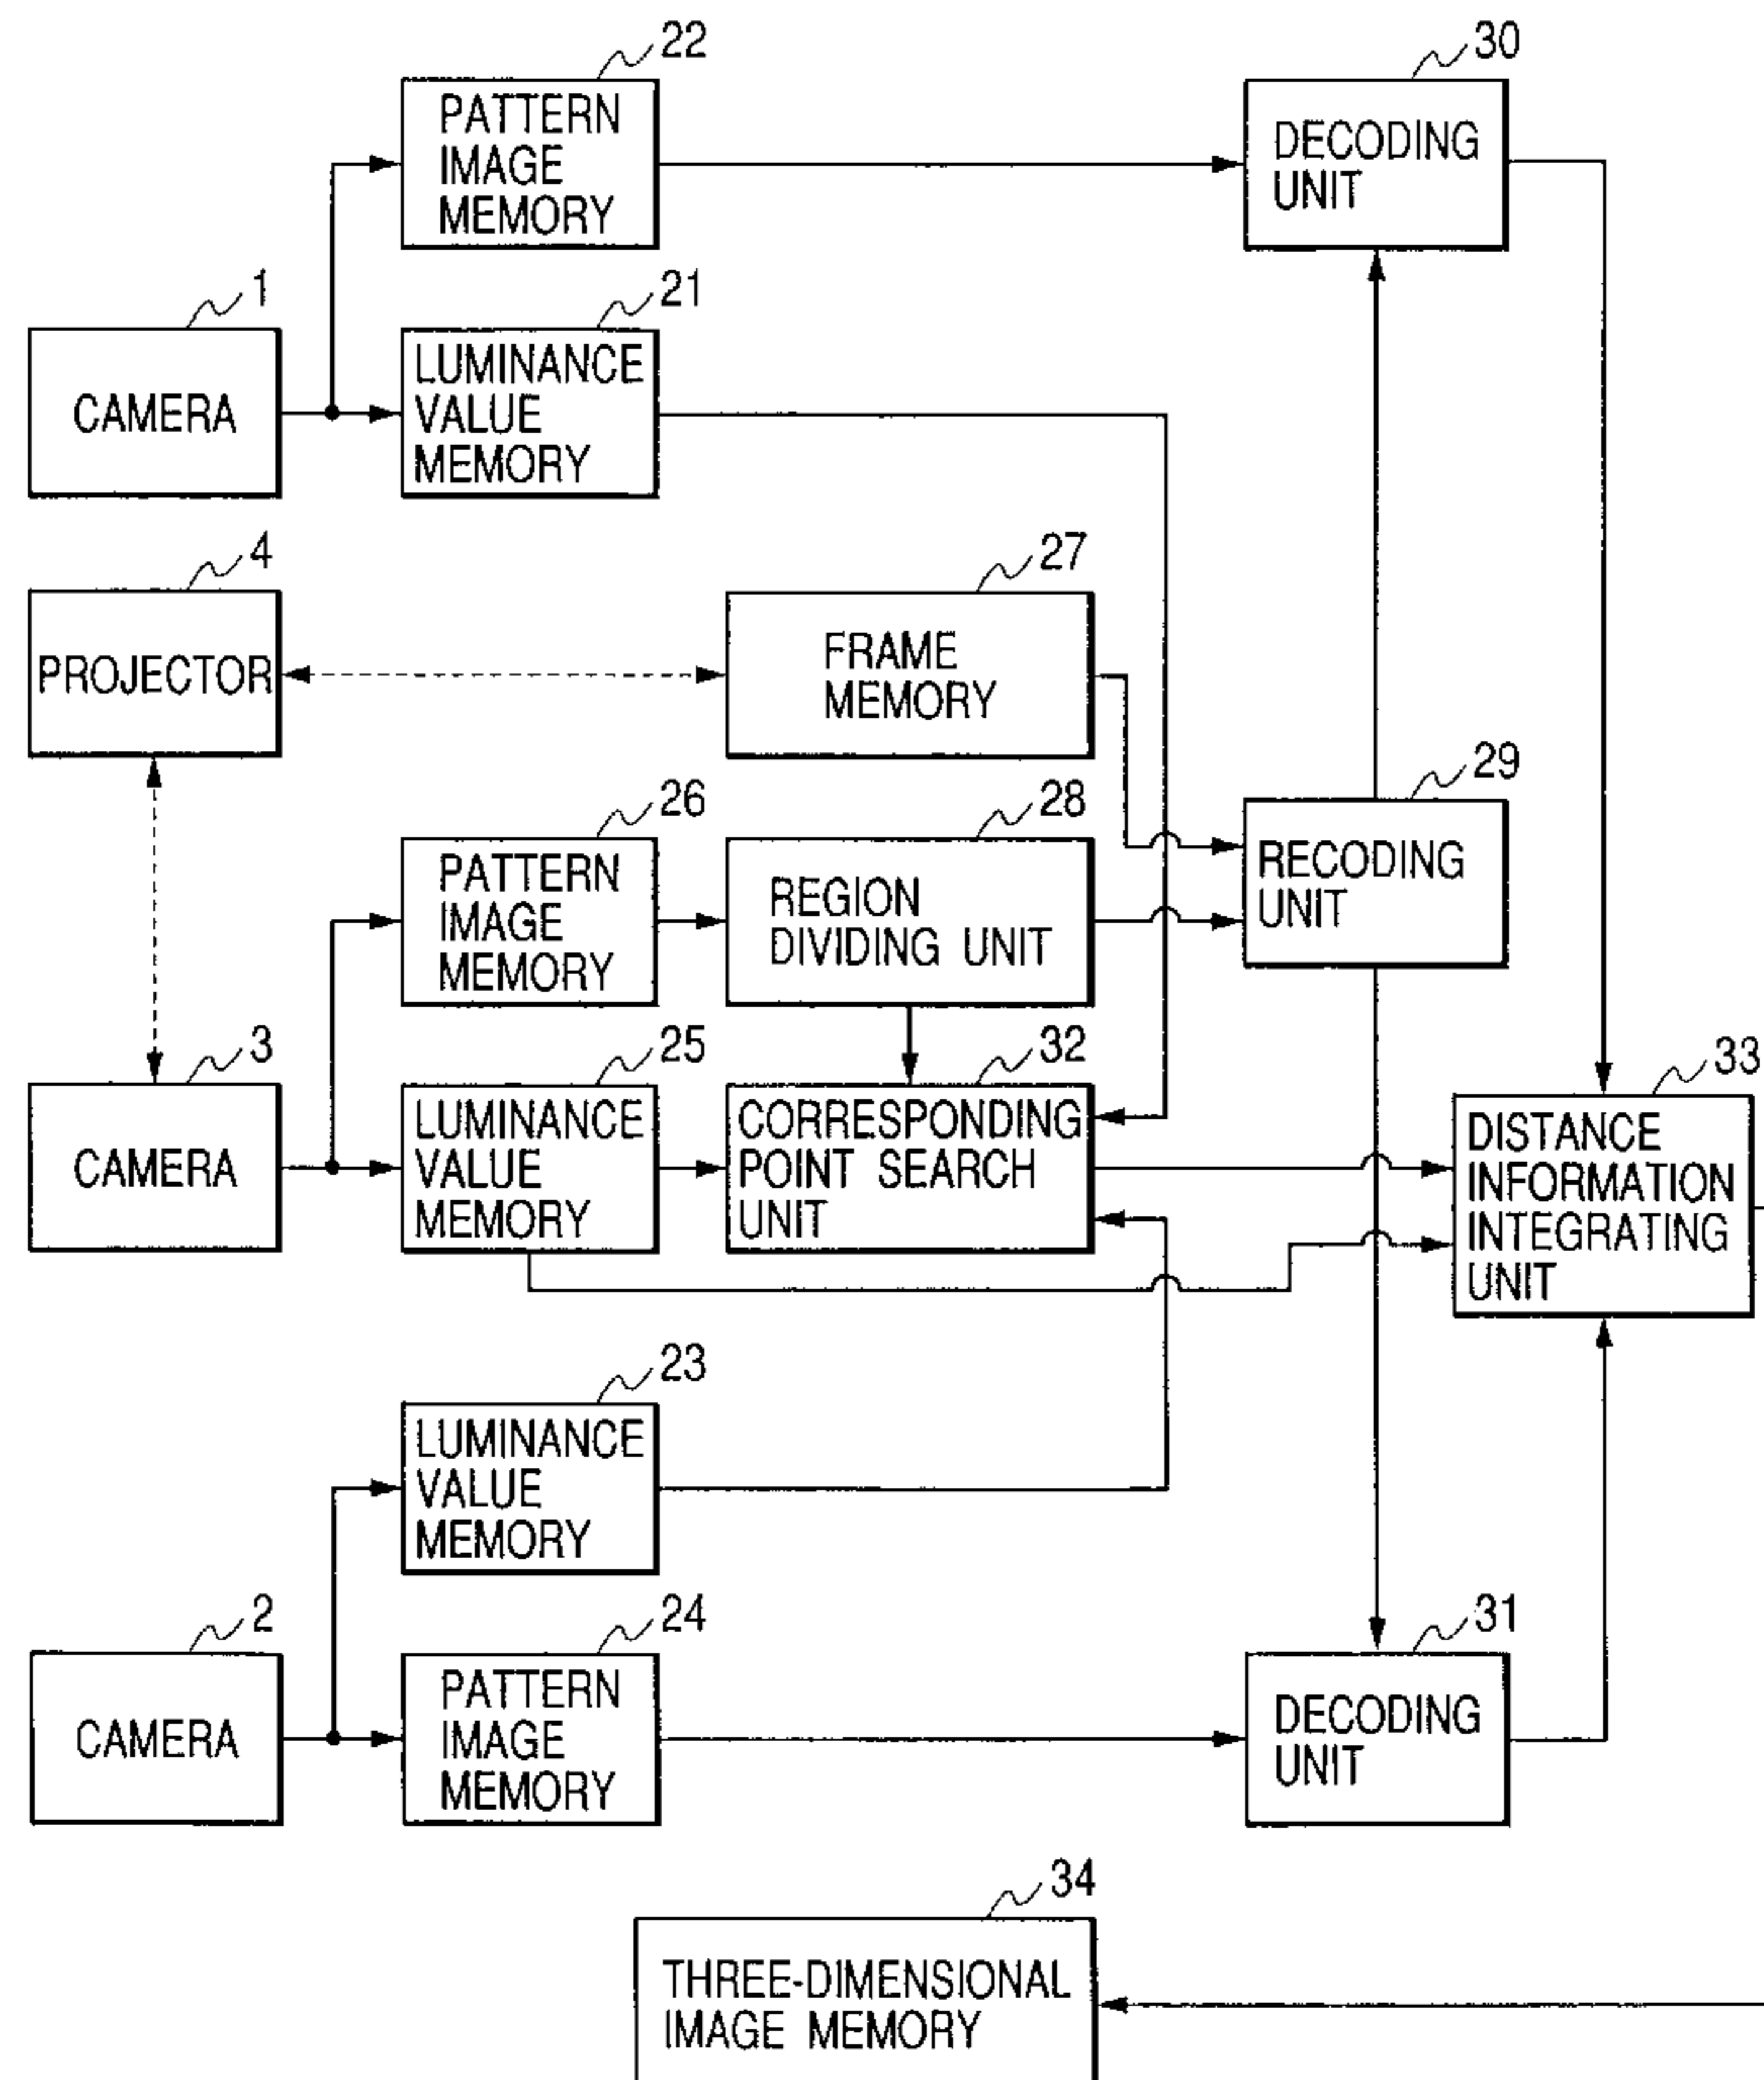 22
PATTERN
IMAGE
MEMORY
30
DECODING
UNIT
1
CAMERA
21
LUMINANCE
VALUE
MEMORY
4
PROJECTOR
27
FRAME
MEMORY
26
PATTERN
IMAGE
MEMORY
28
REGION
DIVIDING UNIT
29
RECODING
UNIT
3
CAMERA
25
LUMINANCE
VALUE
MEMORY
32
CORRESPONDING
POINT SEARCH
UNIT
33
DISTANCE
INFORMATION
INTEGRATING
UNIT
23
LUMINANCE
VALUE
MEMORY
2
CAMERA
24
PATTERN
IMAGE
MEMORY
31
DECODING
UNIT
34
THREE-DIMENSIONAL
IMAGE MEMORY